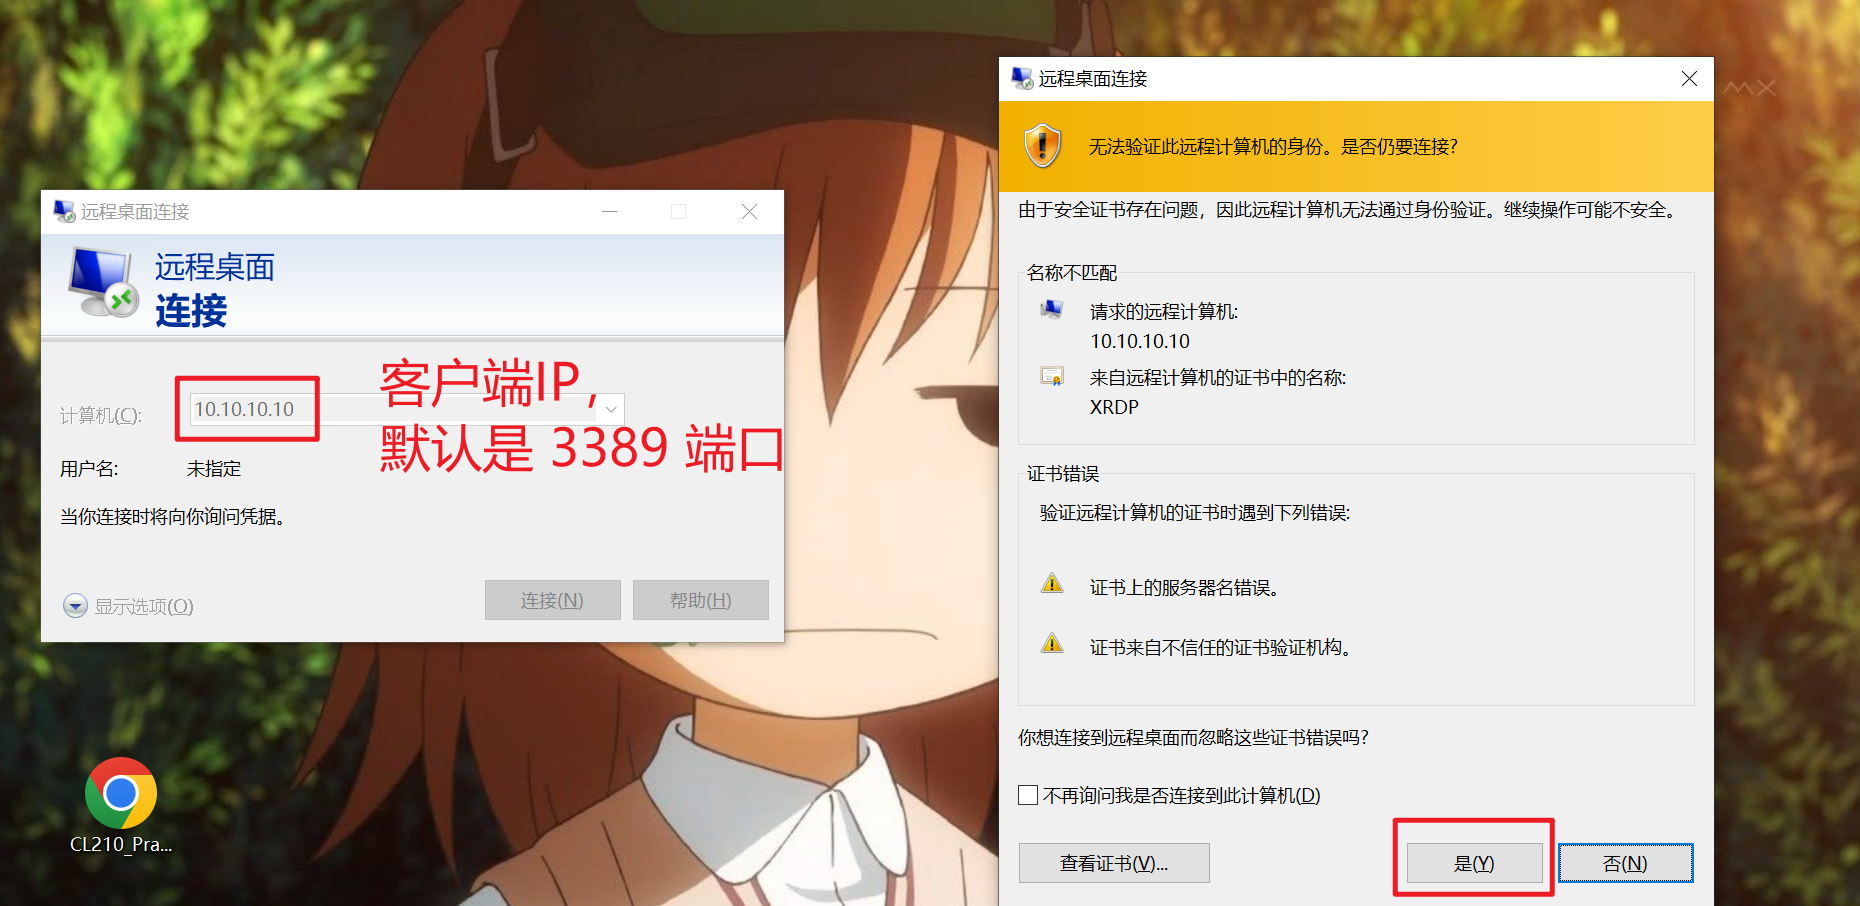 远程桌面连接
远程桌面
连接
计算机(C):
10.10.10.10
客户端IP，
默认是 3389 端口
用户名:
未指定
当你连接时将向你询问凭据。
显示选项(O)
连接(N)
帮助(H)
CL210_Pra...
远程桌面连接
无法验证此远程计算机的身份。是否仍要连接?
由于安全证书存在问题，因此远程计算机无法通过身份验证。继续操作可能不安全。
名称不匹配
请求的远程计算机:
10.10.10.10
来自远程计算机的证书中的名称:
XRDP
证书错误
验证远程计算机的证书时遇到下列错误:
证书上的服务器名错误。
证书来自不信任的证书验证机构。
你想连接到远程桌面而忽略这些证书错误吗?
不再询问我是否连接到此计算机(D)
查看证书(V)...
是(Y)
否(N)